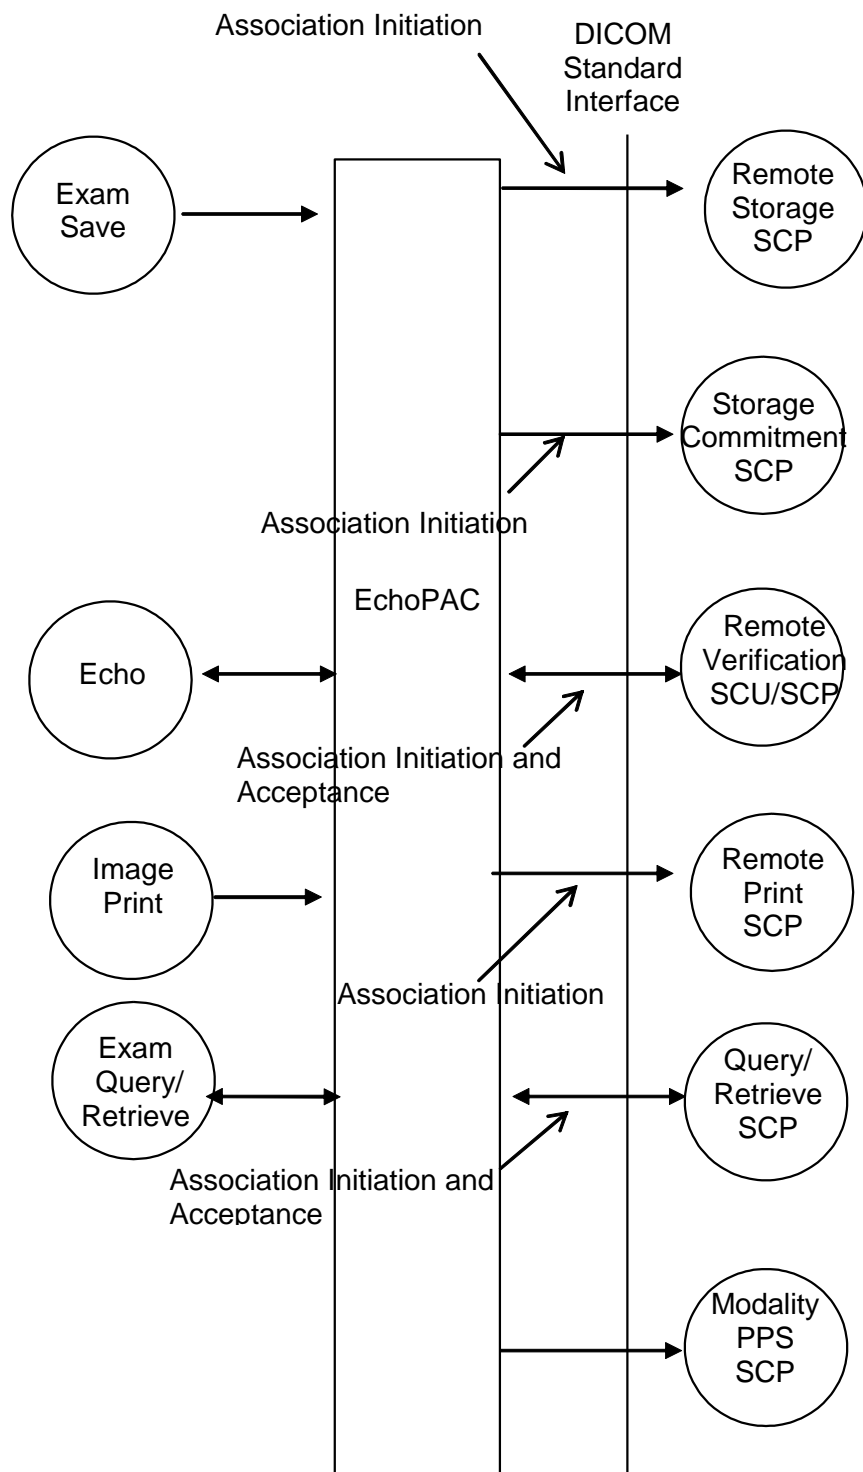 Association Initiation
DICOM
Standard
Interface
Exam
Save
Remote
Storage
SCP
Storage
Commitment
SCP
Association Initiation
EchoPAC
Echo
Remote
Verification
SCU/SCP
Association Initiation and
Acceptance
Image
Print
Remote
Print
SCP
Association Initiation
Exam
Query/
Retrieve
Query/
Retrieve
SCP
Association Initiation and
Acceptance
Modality
PPS
SCP